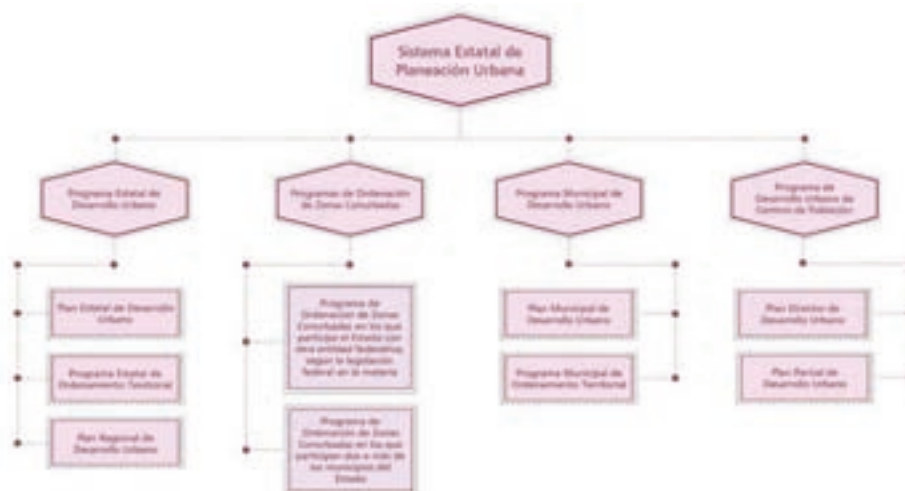 Sistema Estatal de
Planeación Urbana
Programa Estatal de
Desarrollo Urbano
Programas de Ordenación
de Zonas Conurbadas
Programa Municipal de
Desarrollo Urbano
Programa de
Desarrollo Urbano de
Centros de Población
Plan Estatal de Desarrollo
Urbano
Programa Estatal de
Ordenamiento Territorial
Plan Regional de
Desarrollo Urbano
Programa de
Ordenación de Zonas
Conurbadas en los que
participe el Estado con
otra entidad federativa,
según la legislación
federal en la materia
Programa de
Ordenación de Zonas
Conurbadas en los que
participen dos o más de
los municipios del
Estado
Plan Municipal de
Desarrollo Urbano
Programa Municipal de
Ordenamiento Territorial
Plan Director de
Desarrollo Urbano
Plan Parcial de
Desarrollo Urbano